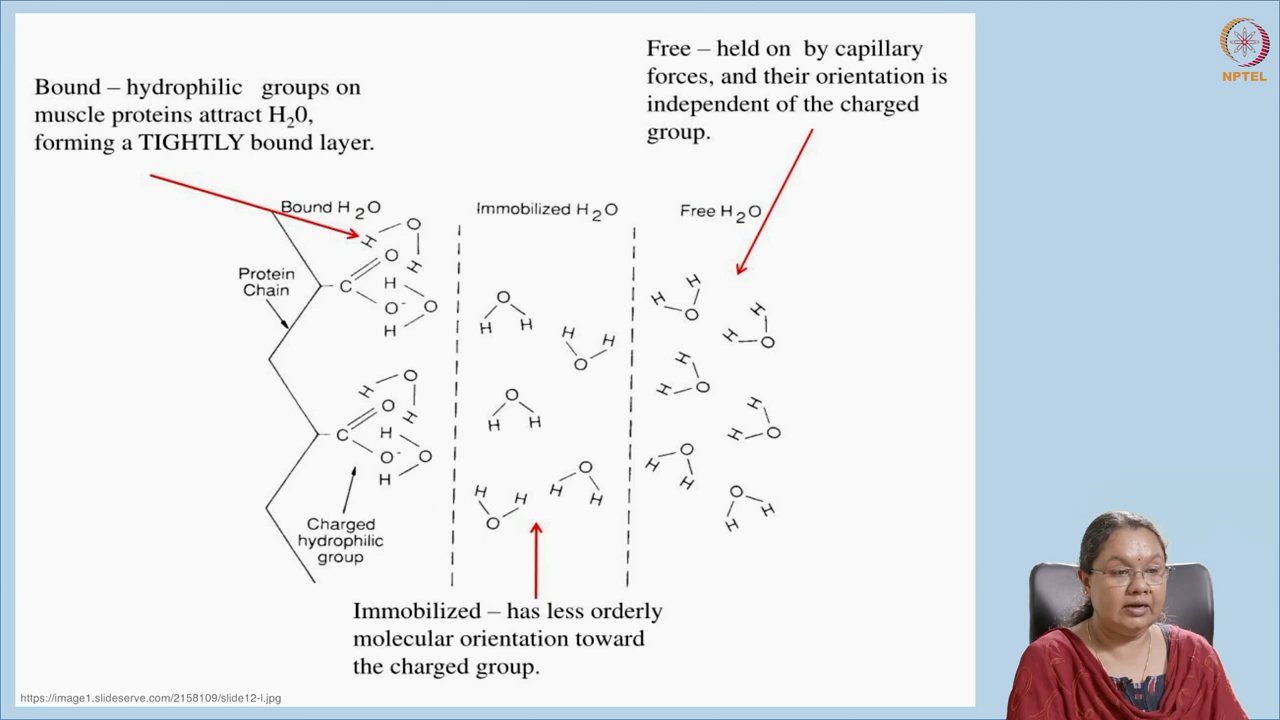 Bound – hydrophilic groups on
muscle proteins attract H₂0,
forming a TIGHTLY bound layer.
Free – held on by capillary
forces, and their orientation is
independent of the charged
group.
NPTEL
Bound H₂O
Immobilized H₂O
Free H₂O
Protein
Chain
H O
H
O
C H
O⁻ O
H
H O
H
O
C H
O⁻ O
H
Charged
hydrophilic
group
O
H H
H H
O
O
H H
O
H H
H H
O
H
H O
H
H O
H
H O
H
H O
O
H
H
O
H
H
Immobilized – has less orderly
molecular orientation toward
the charged group.
https://image1.slideserve.com/2158109/slide12-l.jpg